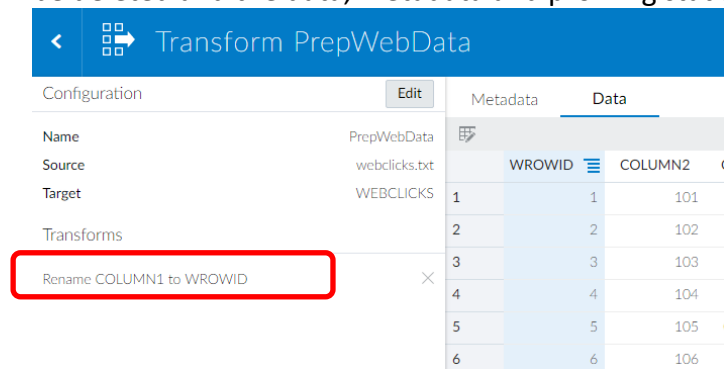 Transform PrepWebData
Configuration Edit
Name PrepWebData
Source webclicks.txt
Target WEBCLICKS
Transforms
Rename COLUMN1 to WROWID
Metadata Data
WROWID COLUMN2
1 1 101
2 2 102
3 3 103
4 4 104
5 5 105
6 6 106